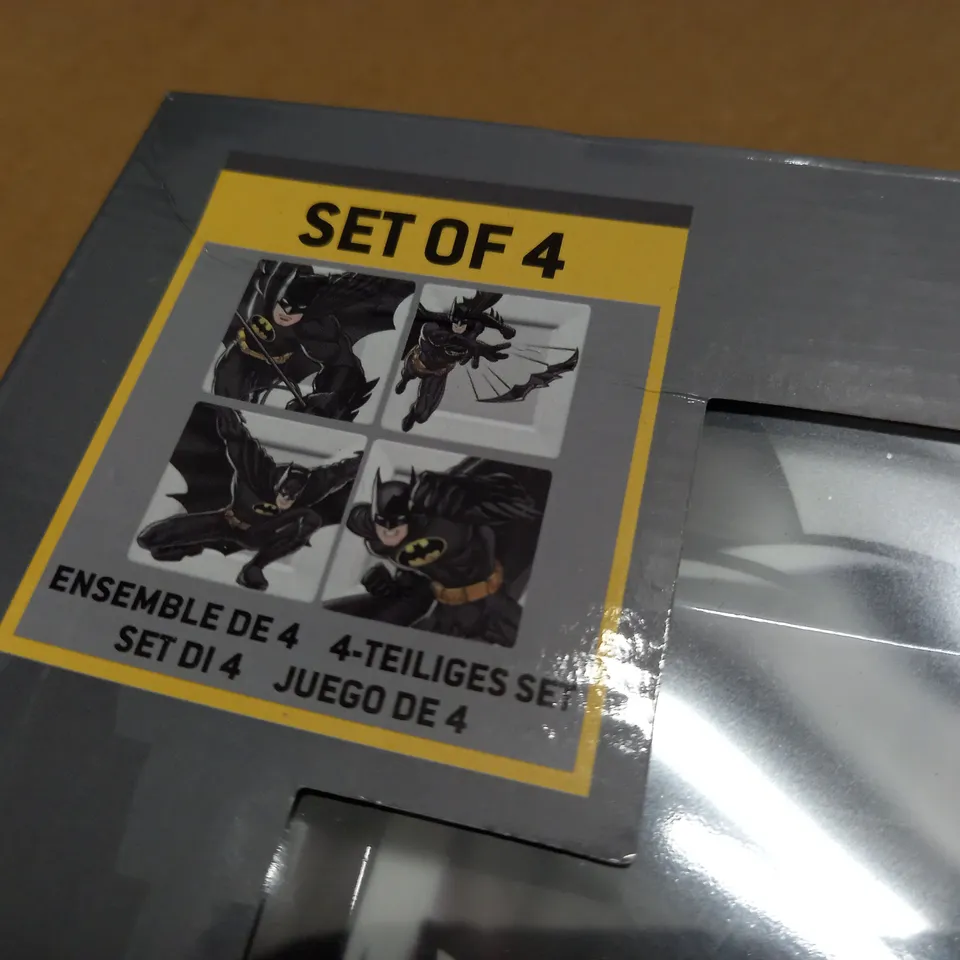 SET OF 4
ENSEMBLE DE 4 4-TEILIGES SET
SET DI 4 JUEGO DE 4